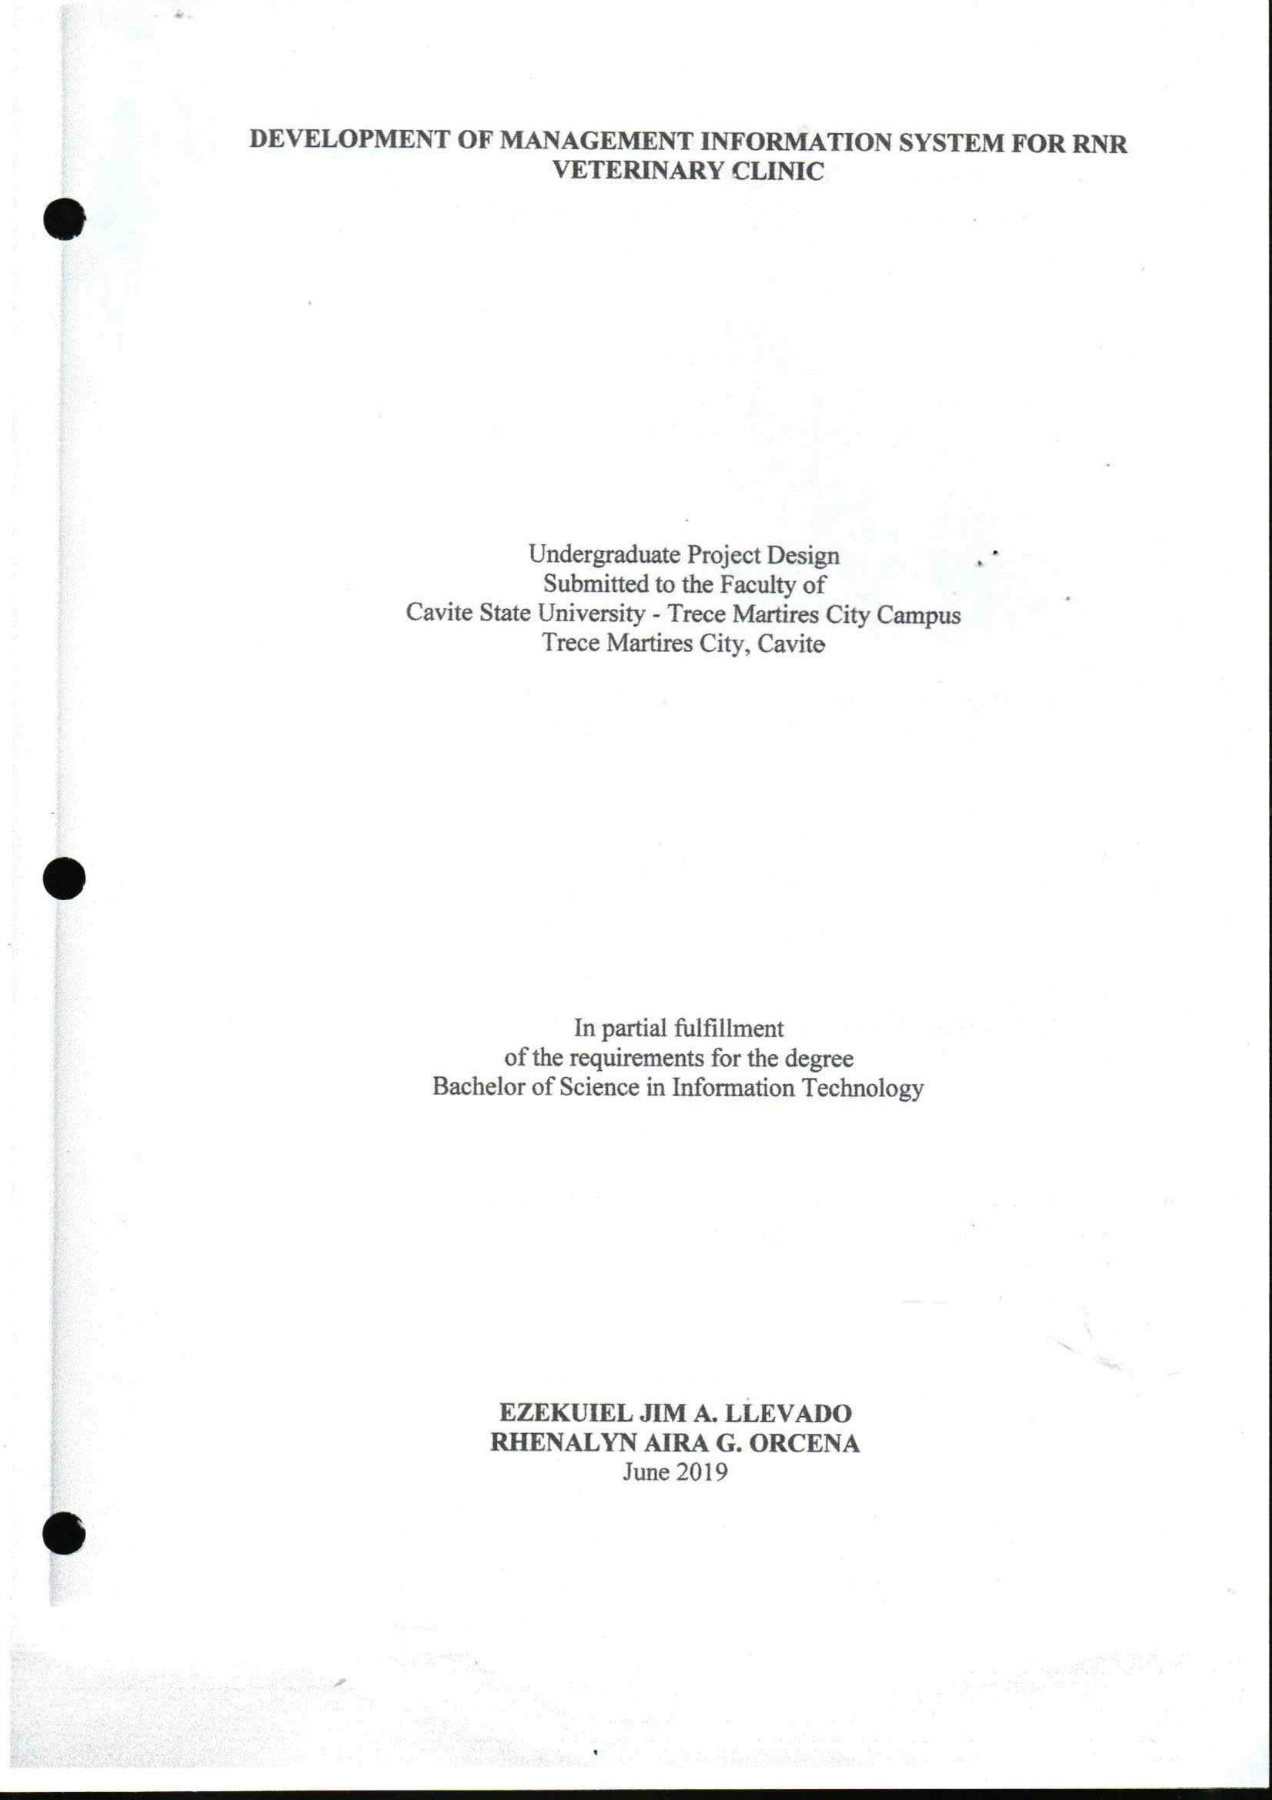 DEVELOPMENT OF MANAGEMENT INFORMATION SYSTEM FOR RNR
VETERINARY CLINIC
Undergraduate Project Design
Submitted to the Faculty of
Cavite State University - Trece Martires City Campus
Trece Martires City, Cavite
In partial fulfillment
of the requirements for the degree
Bachelor of Science in Information Technology
EZEKUIEL JIM A. LLEVADO
RHENALYN AIRA G. ORCENA
June 2019